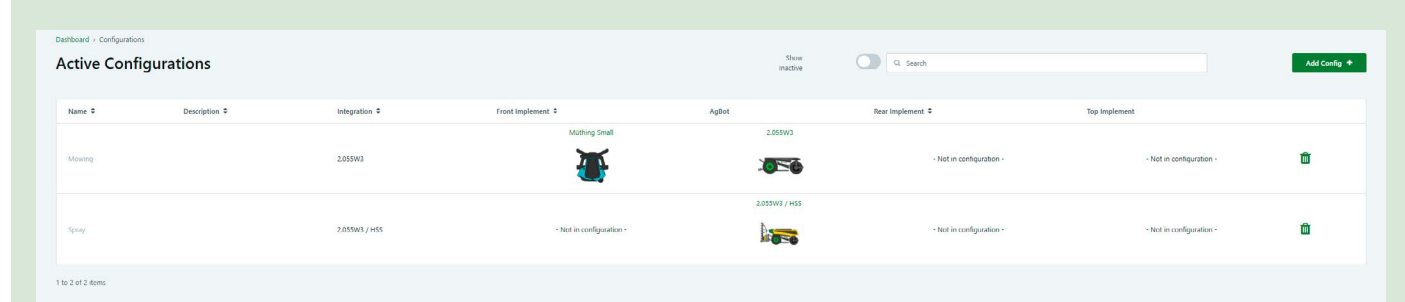 Dashboard › Configurations
Active Configurations
Show
inactive
Search
Add Config +
Name Description Integration Front Implement AgBot Rear Implement Top Implement
Müthing Small 2.055W3
Mowing 2.055W3 - Not in configuration - - Not in configuration -
2.055W3 / HSS
Spray 2.055W3 / HSS - Not in configuration - - Not in configuration - - Not in configuration -
1 to 2 of 2 items